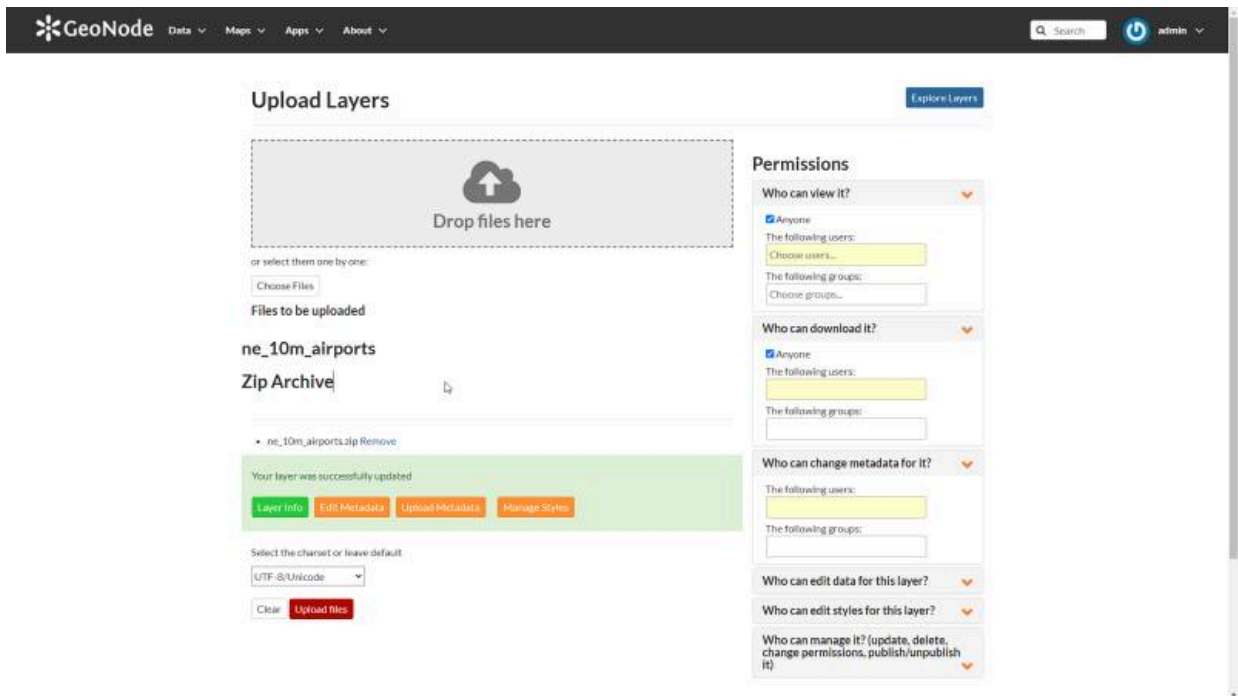 GeoNode Data Maps Apps About Search admin
Upload Layers
Explore Layers
Drop files here
or select them one by one:
Choose Files
Files to be uploaded
ne_10m_airports
Zip Archive
ne_10m_airports.zip Remove
Your layer was successfully updated
Layer Info Edit Metadata Upload Metadata Manage Styles
Select the charset or leave default
UTF-8/Unicode
Clear Upload files
Permissions
Who can view it?
Anyone
The following users:
Choose users...
The following groups:
Choose groups...
Who can download it?
Anyone
The following users:
The following groups:
Who can change metadata for it?
The following users:
The following groups:
Who can edit data for this layer?
Who can edit styles for this layer?
Who can manage it? (update, delete,
change permissions, publish/unpublish
it)